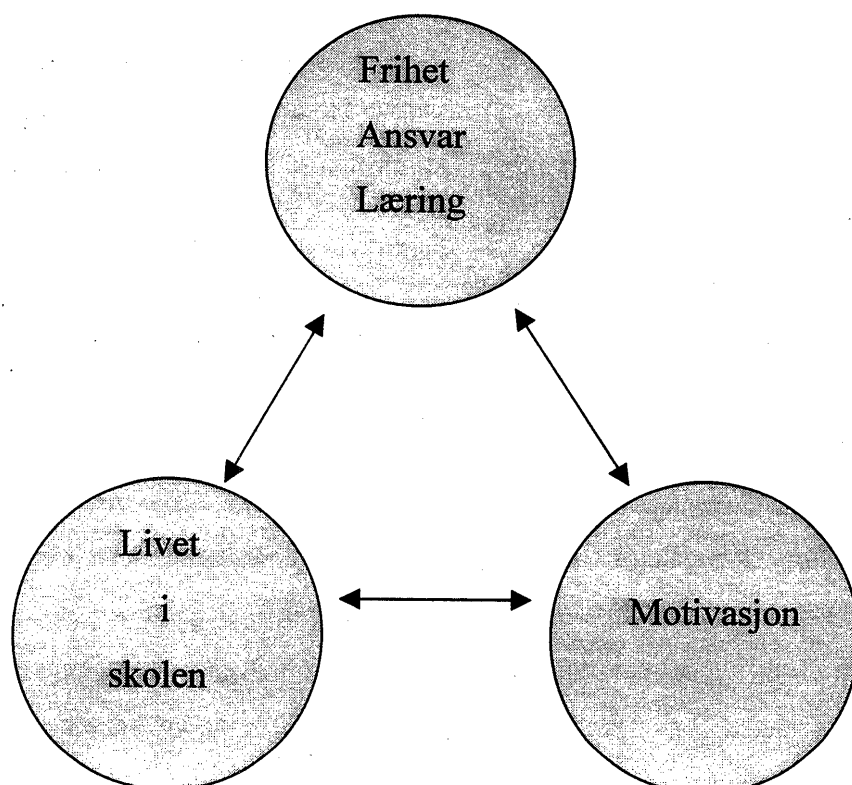 Frihet
Ansvar
Læring
Livet
i
skolen
Motivasjon